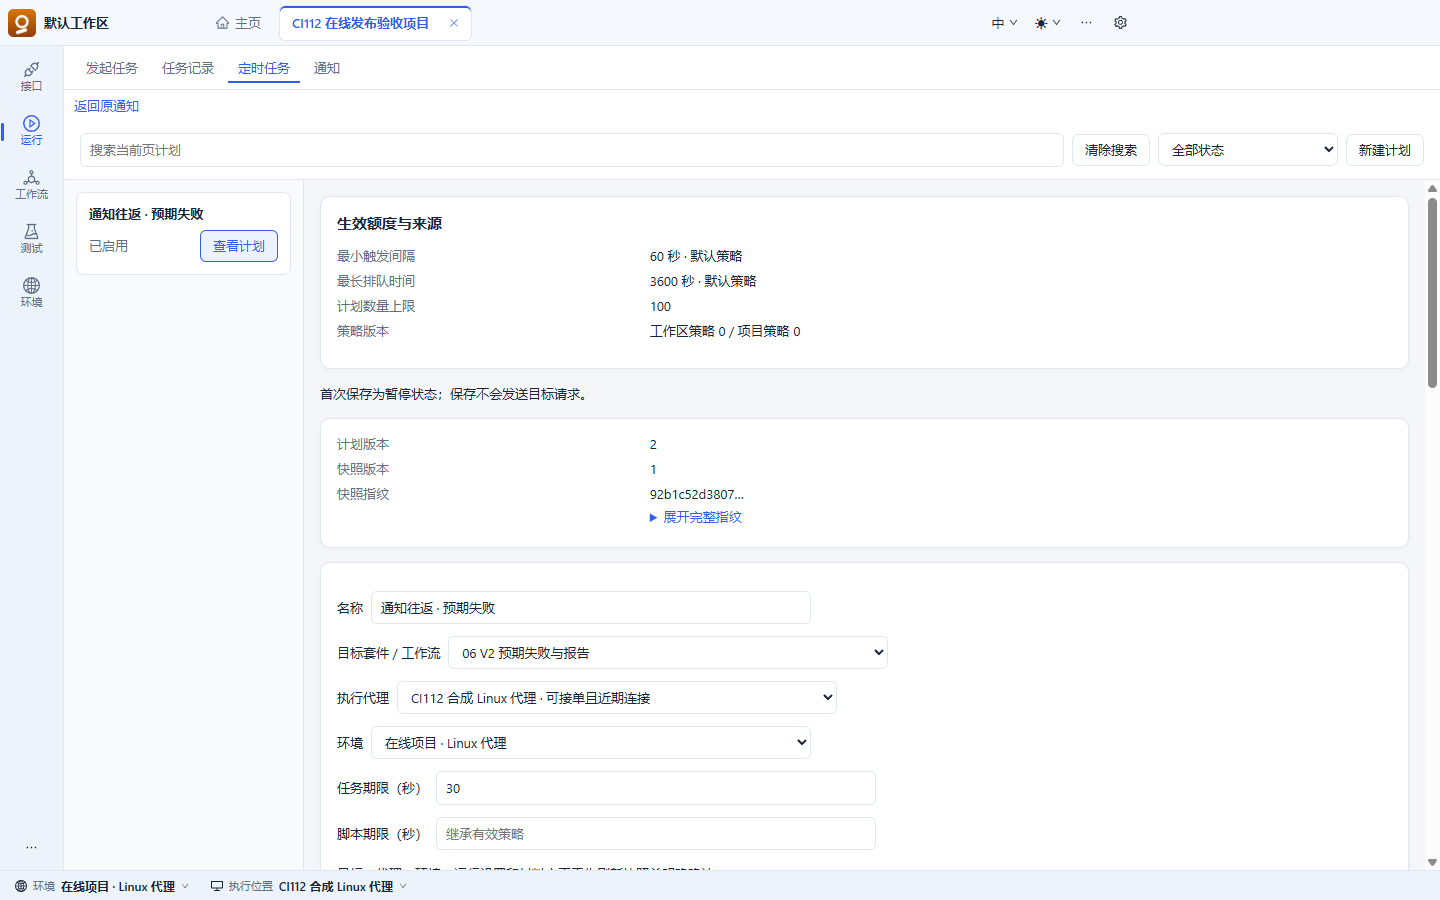 默认工作区
主页
CI112 在线发布验收项目
中
接口
运行
工作流
测试
环境
发起任务 任务记录 定时任务 通知
返回原通知
搜索当前页计划
清除搜索
全部状态
新建计划
通知往返 · 预期失败
已启用
查看计划
生效额度与来源
最小触发间隔 60 秒 · 默认策略
最长排队时间 3600 秒 · 默认策略
计划数量上限 100
策略版本 工作区策略 0 / 项目策略 0
首次保存为暂停状态；保存不会发送目标请求。
计划版本 2
快照版本 1
快照指纹 92b1c52d3807...
展开完整指纹
名称 通知往返 · 预期失败
目标套件 / 工作流 06 V2 预期失败与报告
执行代理 CI112 合成 Linux 代理 · 可接单且近期连接
环境 在线项目 · Linux 代理
任务期限（秒） 30
脚本期限（秒） 继承有效策略
环境 在线项目 · Linux 代理
执行位置 CI112 合成 Linux 代理